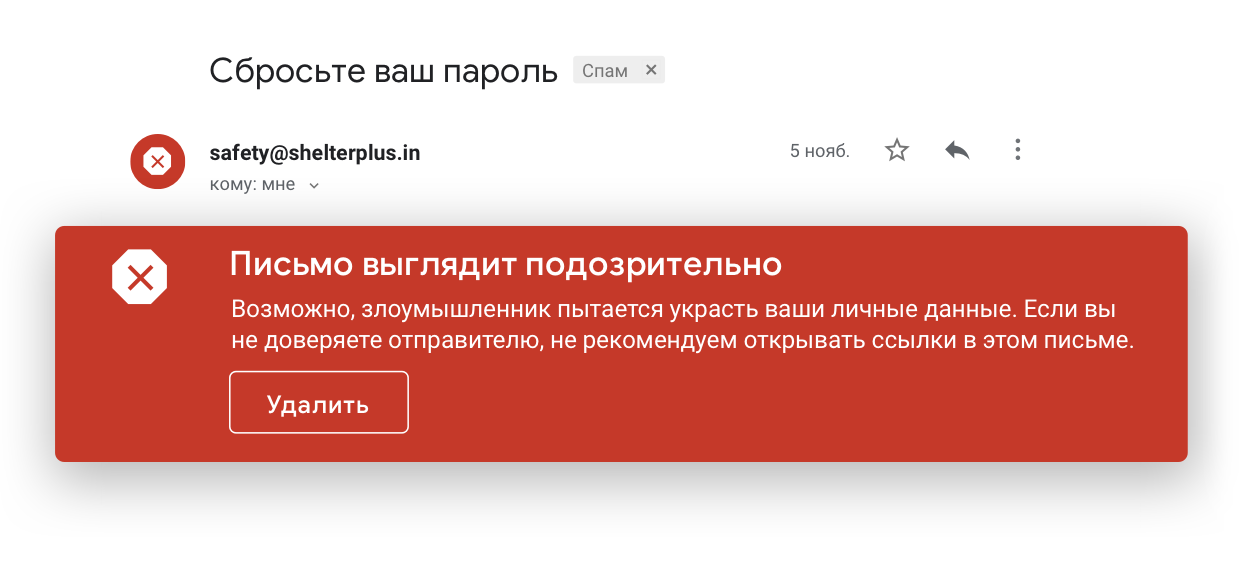 Сбросьте ваш пароль Спам
safety@shelterplus.in 5 нояб.
кому: мне
Письмо выглядит подозрительно
Возможно, злоумышленник пытается украсть ваши личные данные. Если вы
не доверяете отправителю, не рекомендуем открывать ссылки в этом письме.
Удалить